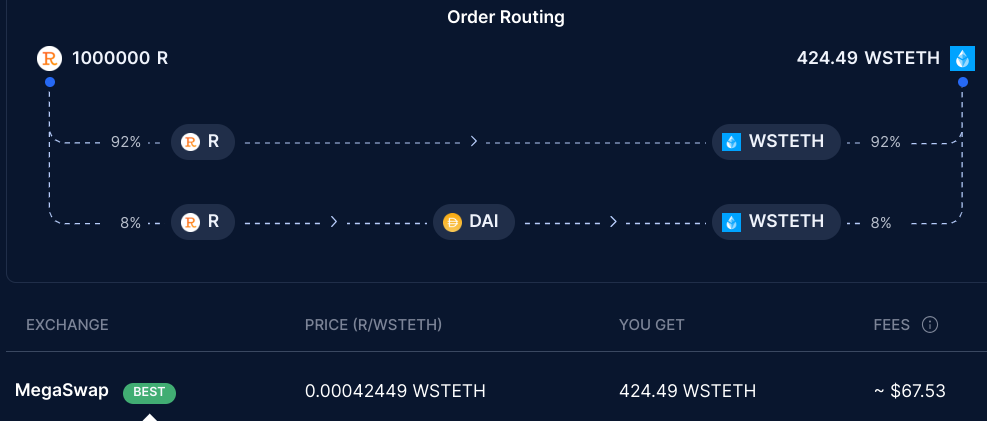 Order Routing
1000000 R 424.49 WSTETH
92% R > WSTETH 92%
8% R > DAI > WSTETH 8%
EXCHANGE PRICE (R/WSTETH) YOU GET FEES
MegaSwap BEST 0.00042449 WSTETH 424.49 WSTETH ~ $67.53